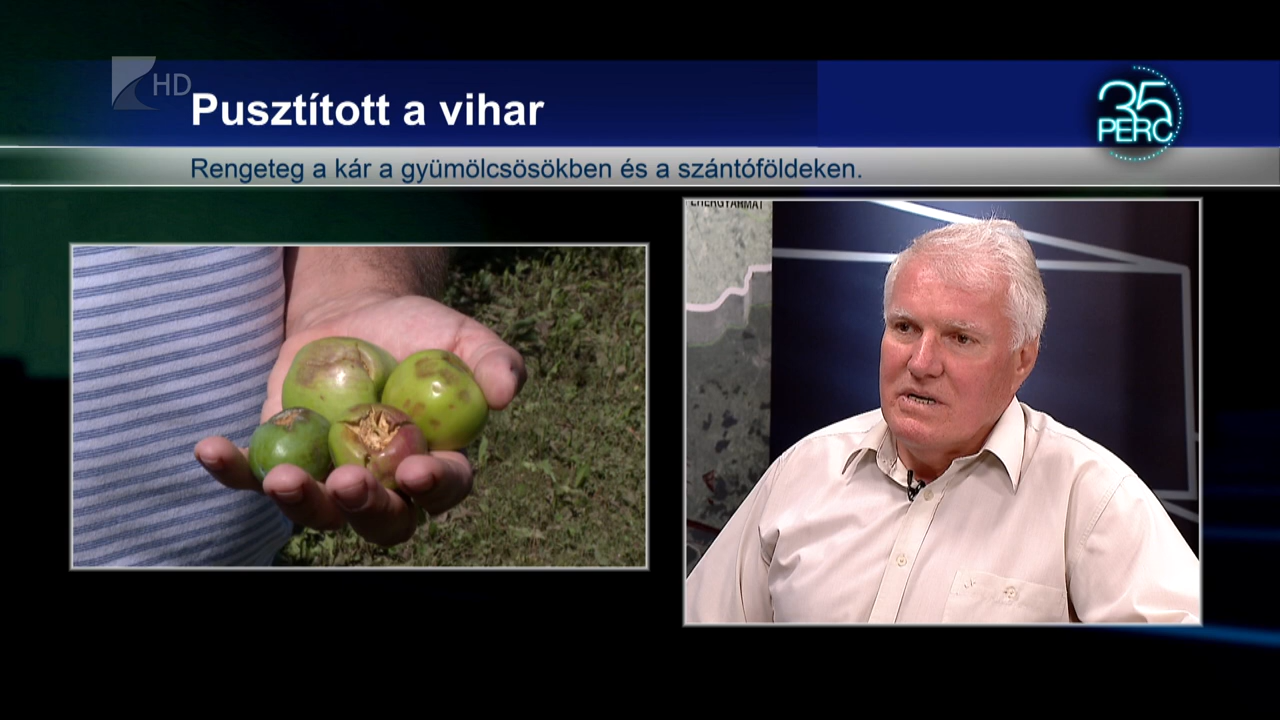 HD
Pusztított a vihar
35
PERC
Rengeteg a kár a gyümölcsösökben és a szántóföldeken.